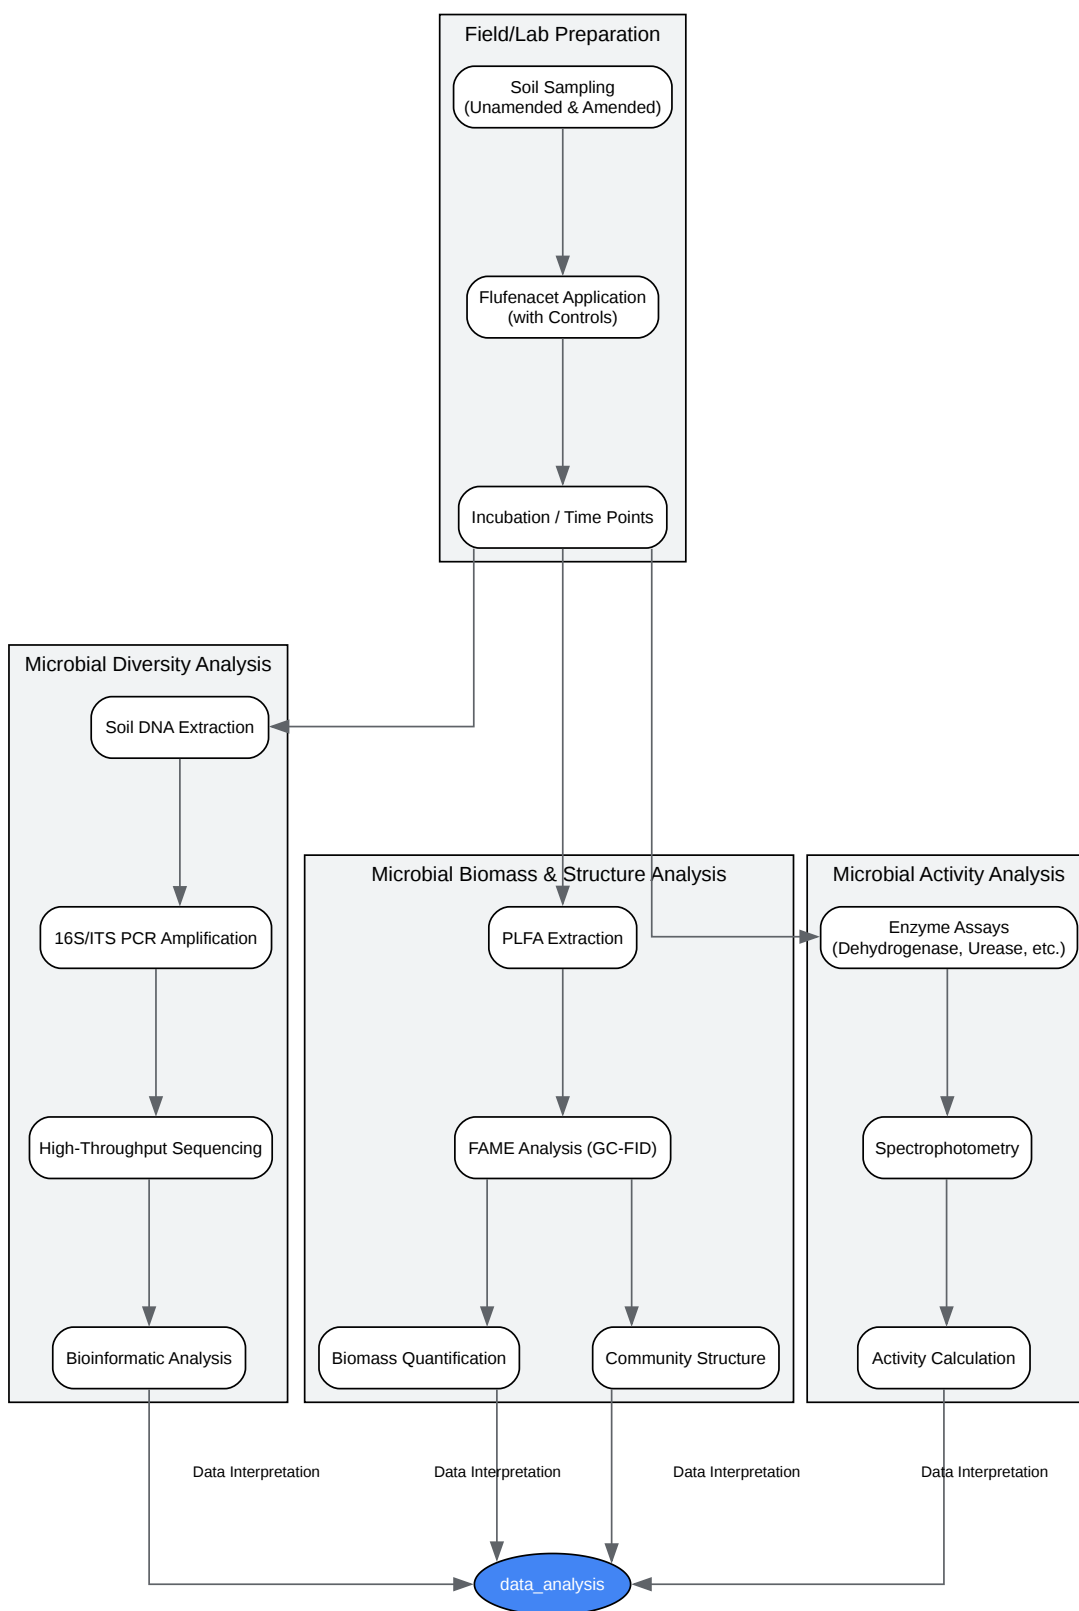 Field/Lab Preparation
Soil Sampling
(Unamended & Amended)
Flufenacet Application
(with Controls)
Incubation / Time Points
Microbial Diversity Analysis
Soil DNA Extraction
16S/ITS PCR Amplification
High-Throughput Sequencing
Bioinformatic Analysis
Microbial Biomass & Structure Analysis
PLFA Extraction
FAME Analysis (GC-FID)
Biomass Quantification
Community Structure
Microbial Activity Analysis
Enzyme Assays
(Dehydrogenase, Urease, etc.)
Spectrophotometry
Activity Calculation
Data Interpretation
Data Interpretation
Data Interpretation
Data Interpretation
data_analysis